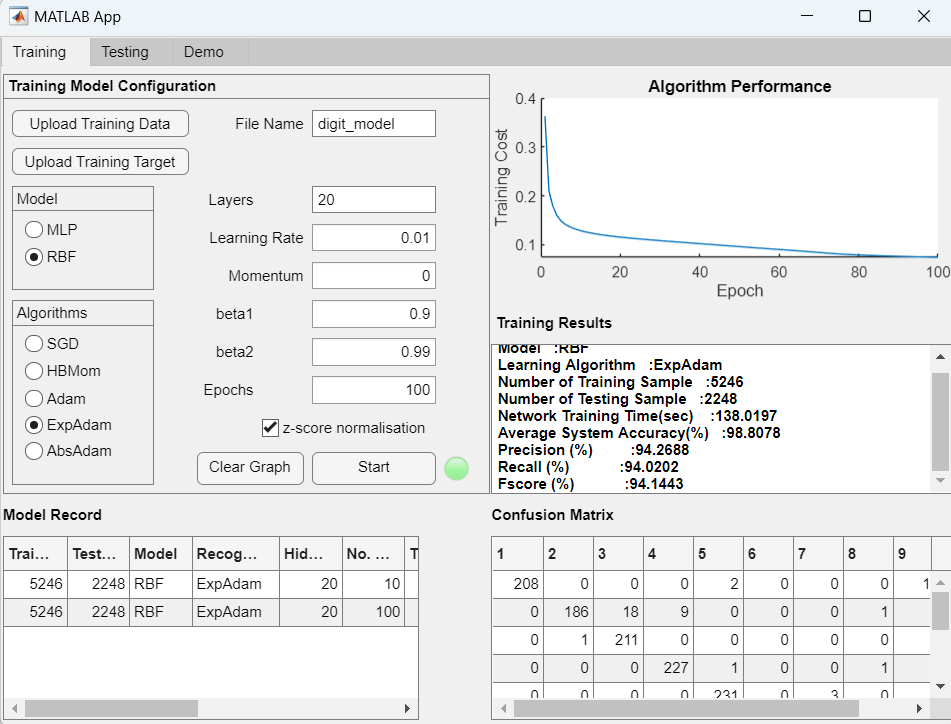 MATLAB App
Training Testing Demo
Training Model Configuration
Upload Training Data
File Name digit_model
Upload Training Target
Model
MLP
RBF
Layers 20
Learning Rate 0.01
Momentum 0
beta1 0.9
beta2 0.99
Epochs 100
Algorithms
SGD
HBMom
Adam
ExpAdam
AbsAdam
z-score normalisation
Clear Graph Start
Algorithm Performance
Training Cost
0.4
0.3
0.2
0.1
0 20 40 60 80 100
Epoch
Training Results
Model :RBF
Learning Algorithm :ExpAdam
Number of Training Sample :5246
Number of Testing Sample :2248
Network Training Time(sec) :138.0197
Average System Accuracy(%) :98.8078
Precision (%) :94.2688
Recall (%) :94.0202
Fscore (%) :94.1443
Model Record
Trai... Test... Model Recog... Hid... No. ... T
5246 2248 RBF ExpAdam 20 10
5246 2248 RBF ExpAdam 20 100
Confusion Matrix
1 2 3 4 5 6 7 8 9
208 0 0 0 2 0 0 0 1
0 186 18 9 0 0 0 1
0 1 211 0 0 0 0 0
0 0 0 227 1 0 0 1
0 0 0 0 231 0 3 0